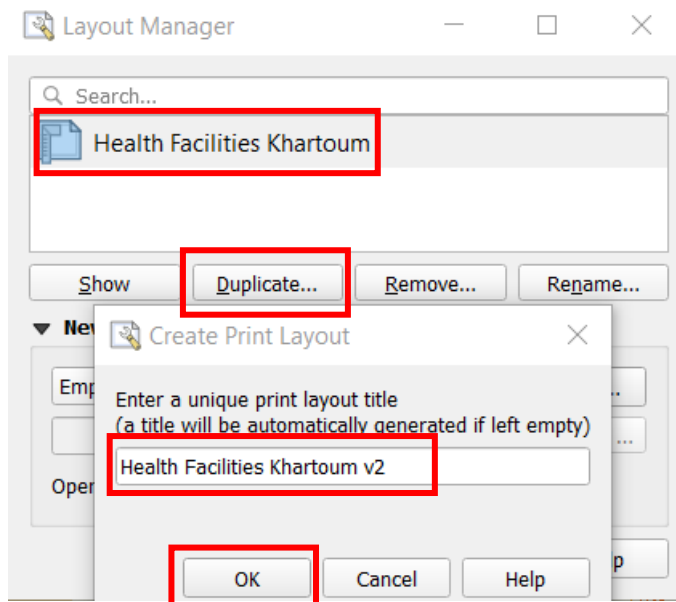 Layout Manager
Search...
Health Facilities Khartoum
Show Duplicate... Remove... Rename...
Create Print Layout
Enter a unique print layout title
(a title will be automatically generated if left empty)
Health Facilities Khartoum v2
OK Cancel Help